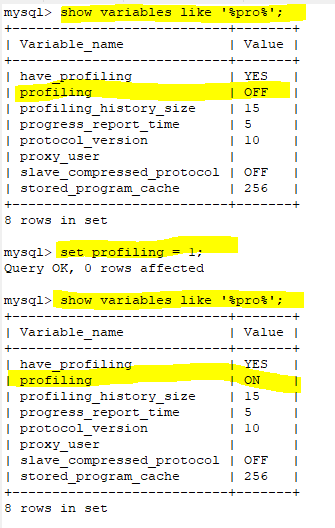 mysql> show variables like '%pro%';
+---------------------------+-------+
| Variable_name | Value |
+---------------------------+-------+
| have_profiling | YES |
| profiling | OFF |
| profiling_history_size | 15 |
| progress_report_time | 5 |
| protocol_version | 10 |
| proxy_user | |
| slave_compressed_protocol | OFF |
| stored_program_cache | 256 |
+---------------------------+-------+
8 rows in set
mysql> set profiling = 1;
Query OK, 0 rows affected
mysql> show variables like '%pro%';
+---------------------------+-------+
| Variable_name | Value |
+---------------------------+-------+
| have_profiling | YES |
| profiling | ON |
| profiling_history_size | 15 |
| progress_report_time | 5 |
| protocol_version | 10 |
| proxy_user | |
| slave_compressed_protocol | OFF |
| stored_program_cache | 256 |
+---------------------------+-------+
8 rows in set